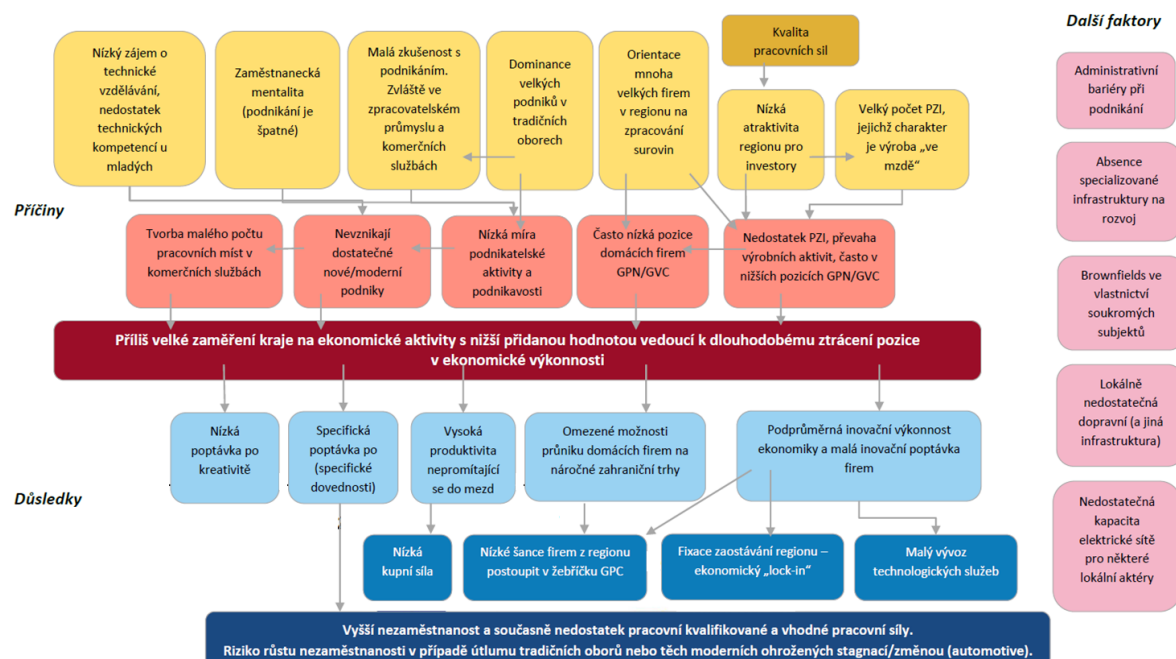 Další faktory
Kvalita
pracovních sil
Nízký zájem o
technické
vzdělávání,
nedostatek
technických
kompetencí u
mladých
Zaměstnanecká
mentalita
(podnikání je
špatné)
Malá zkušenost s
podnikáním.
Zvláště ve
zpracovatelském
průmyslu a
komerčních
službách
Dominance
velkých
podniků v
tradičních
oborech
Orientace
mnoha
velkých firem
v regionu na
zpracování
surovin
Nízká
atraktivita
regionu pro
investory
Velký počet PZI,
jejichž charakter
je výroba „ve
mzdě“
Příčiny
Tvorba malého počtu
pracovních míst v
komerčních službách
Nevznikají
dostatečné
nové/moderní
podniky
Nízká míra
podnikatelské
aktivity a
podnikavosti
Často nízká pozice
domácích firem
GPN/GVC
Nedostatek PZI, převaha
výrobních aktivit, často v
nižších pozicích GPN/GVC
Příliš velké zaměření kraje na ekonomické aktivity s nižší přidanou hodnotou vedoucí k dlouhodobému ztrácení pozice
v ekonomické výkonnosti
Nízká
poptávka po
kreativitě
Specifická
poptávka po
(specifické
dovednosti)
Vysoká
produktivita
nepromítající
se do mezd
Omezené možnosti
průniku domácích firem na
náročné zahraniční trhy
Podprůměrná inovační výkonnost
ekonomiky a malá inovační poptávka
firem
Důsledky
Nízká
kupní síla
Nízké šance firem z regionu
postoupit v žebříčku GPC
Fixace zaostávání regionu –
ekonomický „lock-in“
Malý vývoz
technologických služeb
Vyšší nezaměstnanost a současně nedostatek pracovní kvalifikované a vhodné pracovní síly.
Riziko růstu nezaměstnanosti v případě útlumu tradičních oborů nebo těch moderních ohrožených stagnací/změnou (automotive).
Administrativní
bariéry při
podnikání
Absence
specializované
infrastruktury na
rozvoj
Brownfields ve
vlastnictví
soukromých
subjektů
Lokálně
nedostatečná
dopravní (a jiná
infrastruktura)
Nedostatečná
kapacita
elektrické sítě
pro některé
lokální aktéry